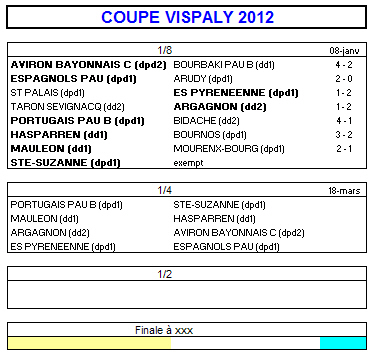 COUPE VISPALY 2012
1/8 08-janv
AVIRON BAYONNAIS C (dpd2) BOURBAKI PAU B (dd1) 4 - 2
ESPAGNOLS PAU (dpd1) ARUDY (dpd1) 2 - 0
ST PALAIS (dpd1) ES PYRENEENNE (dpd1) 1 - 2
TARON SEVIGNACQ (dd2) ARGAGNON (dd2) 1 - 2
PORTUGAIS PAU B (dpd1) BIDACHE (dd2) 4 - 1
HASPARREN (dd1) BOURNOS (dpd1) 3 - 2
MAULEON (dd1) MOURENX-BOURG (dpd1) 2 - 1
STE-SUZANNE (dpd1) exempt
1/4 18-mars
PORTUGAIS PAU B (dpd1) STE-SUZANNE (dpd1)
MAULEON (dd1) HASPARREN (dd1)
ARGAGNON (dd2) AVIRON BAYONNAIS C (dpd2)
ES PYRENEENNE (dpd1) ESPAGNOLS PAU (dpd1)
1/2
Finale à xxx